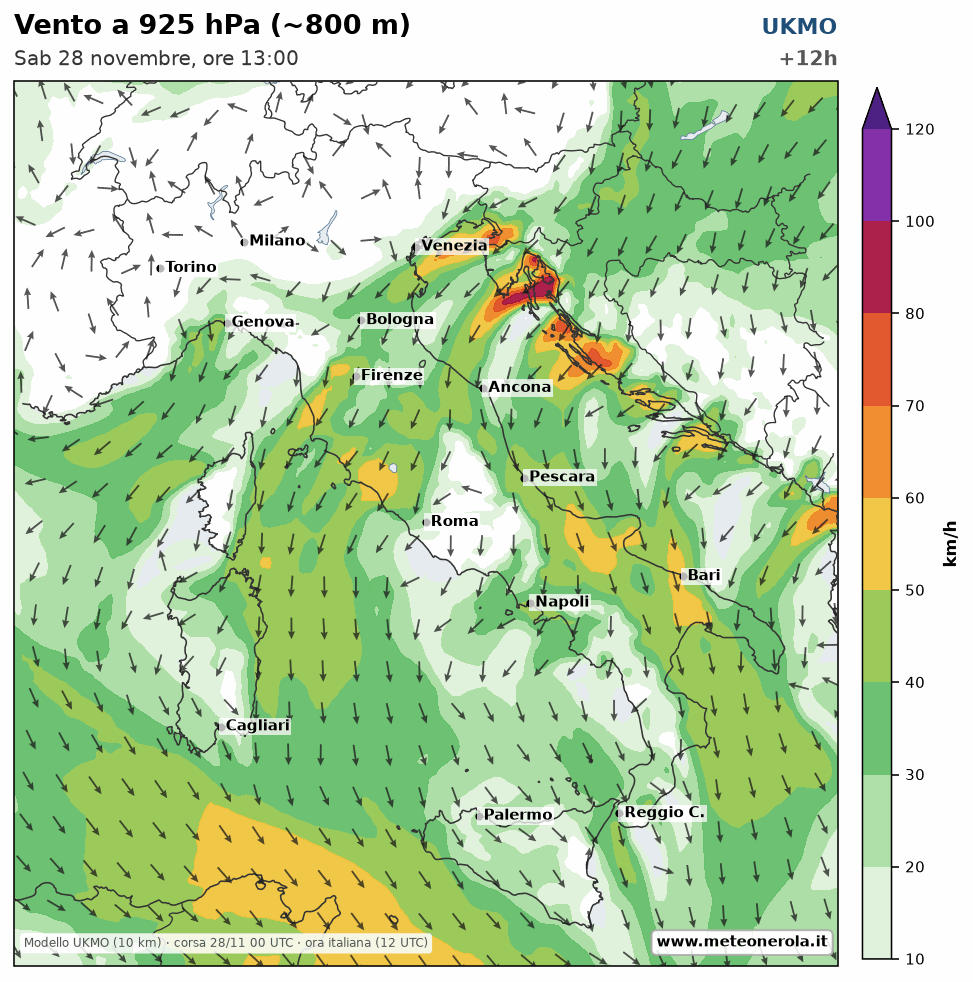 Vento a 925 hPa (~800 m)
UKMO
Sab 28 novembre, ore 13:00
+12h
120
100
80
70
60
50
40
30
20
10
km/h
Venezia
Milano
Torino
Genova
Bologna
Firenze
Ancona
Pescara
Roma
Bari
Napoli
Cagliari
Palermo
Reggio C.
Modello UKMO (10 km) · corsa 28/11 00 UTC · ora italiana (12 UTC)
www.meteonerola.it